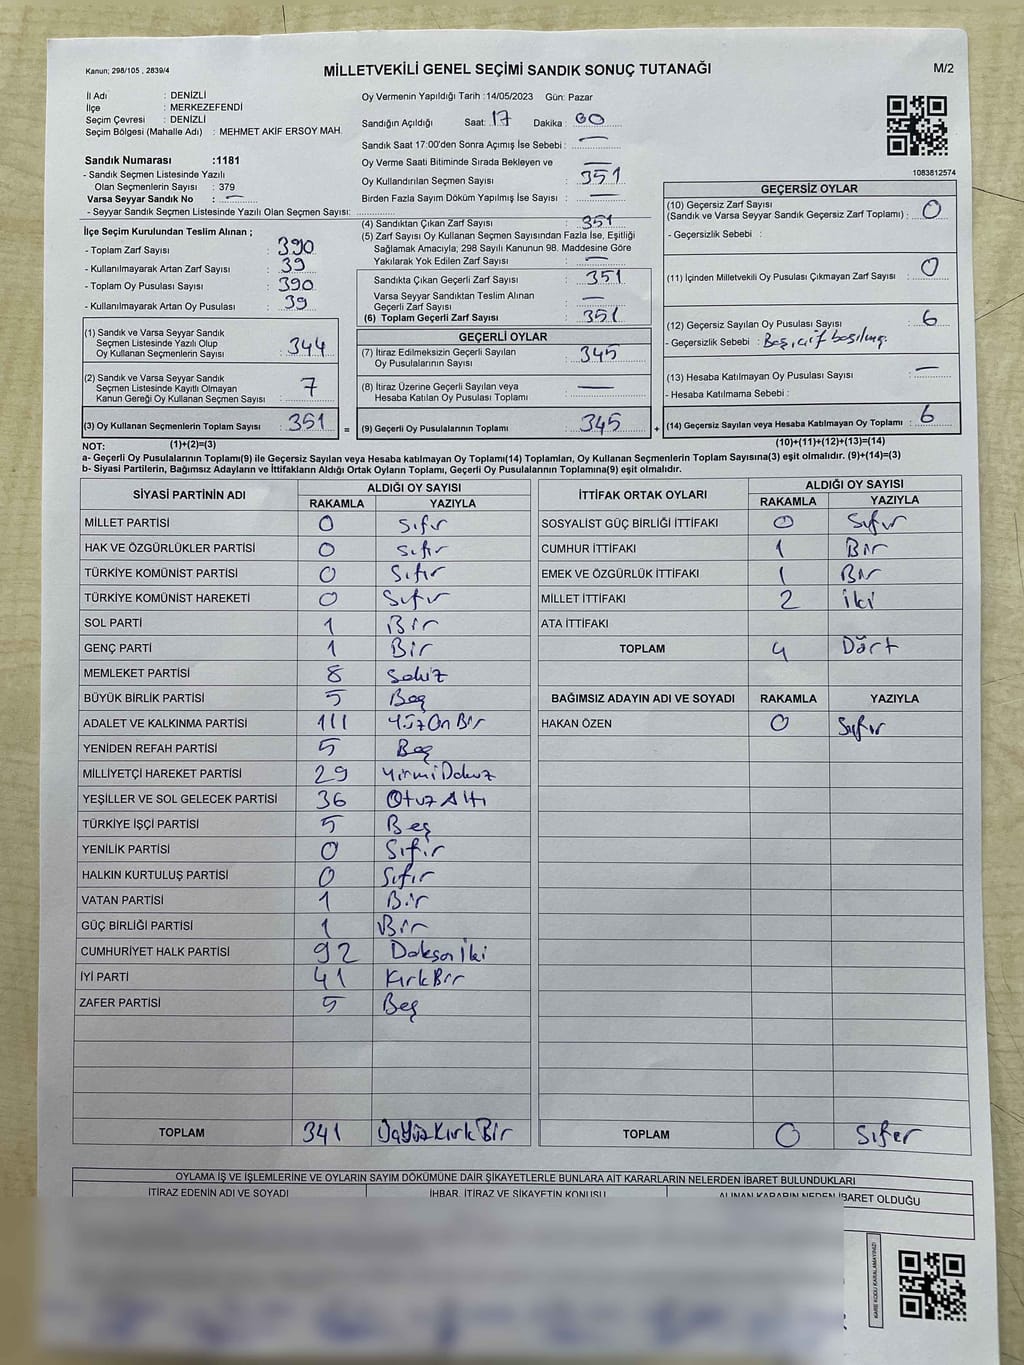 Kanun; 298/105 , 2839/4
MİLLETVEKİLİ GENEL SEÇİMİ SANDIK SONUÇ TUTANAĞI
M/2
İl Adı : DENİZLİ
İlçe : MERKEZEFENDİ
Seçim Çevresi : DENİZLİ
Seçim Bölgesi (Mahalle Adı) : MEHMET AKİF ERSOY MAH.
Sandık Numarası :1181
- Sandık Seçmen Listesinde Yazılı
Olan Seçmenlerin Sayısı : 379
Varsa Seyyar Sandık No : —
- Seyyar Sandık Seçmen Listesinde Yazılı Olan Seçmen Sayısı:
İlçe Seçim Kurulundan Teslim Alınan ;
- Toplam Zarf Sayısı : 390
- Kullanılmayarak Artan Zarf Sayısı : 39
- Toplam Oy Pusulası Sayısı : 390
- Kullanılmayarak Artan Oy Pusulası : 39
(1) Sandık ve Varsa Seyyar Sandık
Seçmen Listesinde Yazılı Olup
Oy Kullanan Seçmenlerin Sayısı : 344
(2) Sandık ve Varsa Seyyar Sandık
Seçmen Listesinde Kayıtlı Olmayan
Kanun Gereği Oy Kullanan Seçmen Sayısı : 7
(3) Oy Kullanan Seçmenlerin Toplam Sayısı : 351
Oy Vermenin Yapıldığı Tarih :14/05/2023 Gün: Pazar
Sandığın Açıldığı Saat: 17 Dakika : 00
Sandık Saat 17:00'den Sonra Açımış İse Sebebi : —
Oy Verme Saati Bitiminde Sırada Bekleyen ve —
Oy Kullandırılan Seçmen Sayısı : 351
Birden Fazla Sayım Döküm Yapılmış İse Sayısı : —
(4) Sandıktan Çıkan Zarf Sayısı : 351
(5) Zarf Sayısı Oy Kullanan Seçmen Sayısından Fazla İse, Eşitliği
Sağlamak Amacıyla; 298 Sayılı Kanunun 98. Maddesine Göre
Yakılarak Yok Edilen Zarf Sayısı : —
Sandıkta Çıkan Geçerli Zarf Sayısı : 351
Varsa Seyyar Sandıktan Teslim Alınan
Geçerli Zarf Sayısı : —
(6) Toplam Geçerli Zarf Sayısı : 351
GEÇERLİ OYLAR
(7) İtiraz Edilmeksizin Geçerli Sayılan
Oy Pusulalarının Sayısı : 345
(8) İtiraz Üzerine Geçerli Sayılan veya
Hesaba Katılan Oy Pusulası Toplamı : —
= (9) Geçerli Oy Pusulalarının Toplamı : 345 +
1083812574
GEÇERSİZ OYLAR
(10) Geçersiz Zarf Sayısı
(Sandık ve Varsa Seyyar Sandık Geçersiz Zarf Toplamı) : 0
- Geçersizlik Sebebi :
(11) İçinden Milletvekili Oy Pusulası Çıkmayan Zarf Sayısı : 0
(12) Geçersiz Sayılan Oy Pusulası Sayısı : 6
- Geçersizlik Sebebi : Boş, çift basılmış.
(13) Hesaba Katılmayan Oy Pusulası Sayısı : —
- Hesaba Katılmama Sebebi :
(14) Geçersiz Sayılan veya Hesaba Katılmayan Oy Toplamı : 6
NOT: (1)+(2)=(3) (10)+(11)+(12)+(13)=(14)
a- Geçerli Oy Pusulalarının Toplamı(9) ile Geçersiz Sayılan veya Hesaba Katılmayan Oy Toplamı(14) Toplamları, Oy Kullanan Seçmenlerin Toplam Sayısına(3) eşit olmalıdır. (9)+(14)=(3)
b- Siyasi Partilerin, Bağımsız Adayların ve İttifakların Aldığı Ortak Oyların Toplamı, Geçerli Oy Pusulalarının Toplamına(9) eşit olmalıdır.
SİYASİ PARTİNİN ADI ALDIĞI OY SAYISI
RAKAMLA YAZIYLA
MİLLET PARTİSİ 0 Sıfır
HAK VE ÖZGÜRLÜKLER PARTİSİ 0 Sıfır
TÜRKİYE KOMÜNİST PARTİSİ 0 Sıfır
TÜRKİYE KOMÜNİST HAREKETİ 0 Sıfır
SOL PARTİ 1 Bir
GENÇ PARTİ 1 Bir
MEMLEKET PARTİSİ 8 Sekiz
BÜYÜK BİRLİK PARTİSİ 5 Beş
ADALET VE KALKINMA PARTİSİ 111 YüzOnBir
YENİDEN REFAH PARTİSİ 5 Beş
MİLLİYETÇİ HAREKET PARTİSİ 29 YirmiDokuz
YEŞİLLER VE SOL GELECEK PARTİSİ 36 OtuzAltı
TÜRKİYE İŞÇİ PARTİSİ 5 Beş
YENİLİK PARTİSİ 0 Sıfır
HALKIN KURTULUŞ PARTİSİ 0 Sıfır
VATAN PARTİSİ 1 Bir
GÜÇ BİRLİĞİ PARTİSİ 1 Bir
CUMHURİYET HALK PARTİSİ 92 Doksaniki
İYİ PARTİ 41 KırkBir
ZAFER PARTİSİ 5 Beş
TOPLAM 341 ÜçYüzKırkBir
İTTİFAK ORTAK OYLARI ALDIĞI OY SAYISI
RAKAMLA YAZIYLA
SOSYALİST GÜÇ BİRLİĞİ İTTİFAKI 0 Sıfır
CUMHUR İTTİFAKI 1 Bir
EMEK VE ÖZGÜRLÜK İTTİFAKI 1 Bir
MİLLET İTTİFAKI 2 İki
ATA İTTİFAKI
TOPLAM 4 Dört
BAĞIMSIZ ADAYIN ADI VE SOYADI RAKAMLA YAZIYLA
HAKAN ÖZEN 0 Sıfır
TOPLAM 0 Sıfır
OYLAMA İŞ VE İŞLEMLERİNE VE OYLARIN SAYIM DÖKÜMÜNE DAİR ŞİKAYETLERLE BUNLARA AİT KARARLARIN NELERDEN İBARET BULUNDUKLARI
İTİRAZ EDENİN ADI VE SOYADI İHBAR, İTİRAZ VE ŞİKAYETİN KONUSU ALINAN KARARIN NEDEN İBARET OLDUĞU
KARE KODU KARALAMAYINIZ!